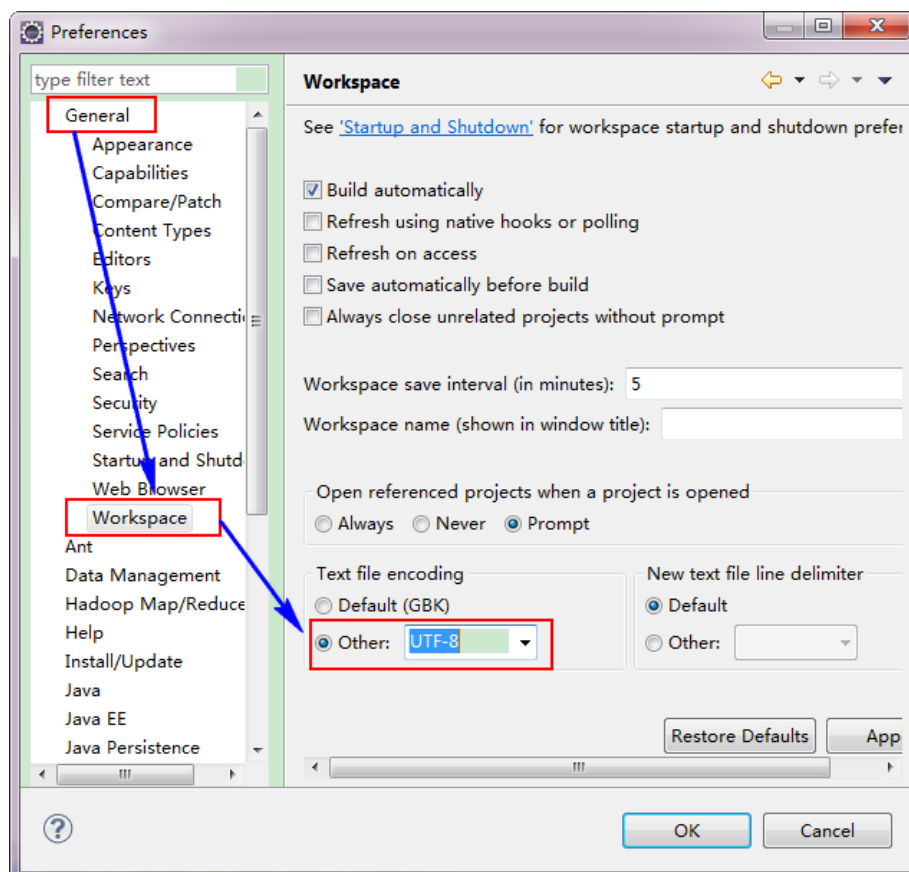 Preferences
type filter text
General
Appearance
Capabilities
Compare/Patch
Content Types
Editors
Keys
Network Connecti
Perspectives
Search
Security
Service Policies
Startup and Shutd
Web Browser
Workspace
Ant
Data Management
Hadoop Map/Reduce
Help
Install/Update
Java
Java EE
Java Persistence
Workspace
See 'Startup and Shutdown' for workspace startup and shutdown prefer
Build automatically
Refresh using native hooks or polling
Refresh on access
Save automatically before build
Always close unrelated projects without prompt
Workspace save interval (in minutes): 5
Workspace name (shown in window title):
Open referenced projects when a project is opened
Always Never Prompt
Text file encoding
Default (GBK)
Other: UTF-8
New text file line delimiter
Default
Other:
Restore Defaults App
OK Cancel